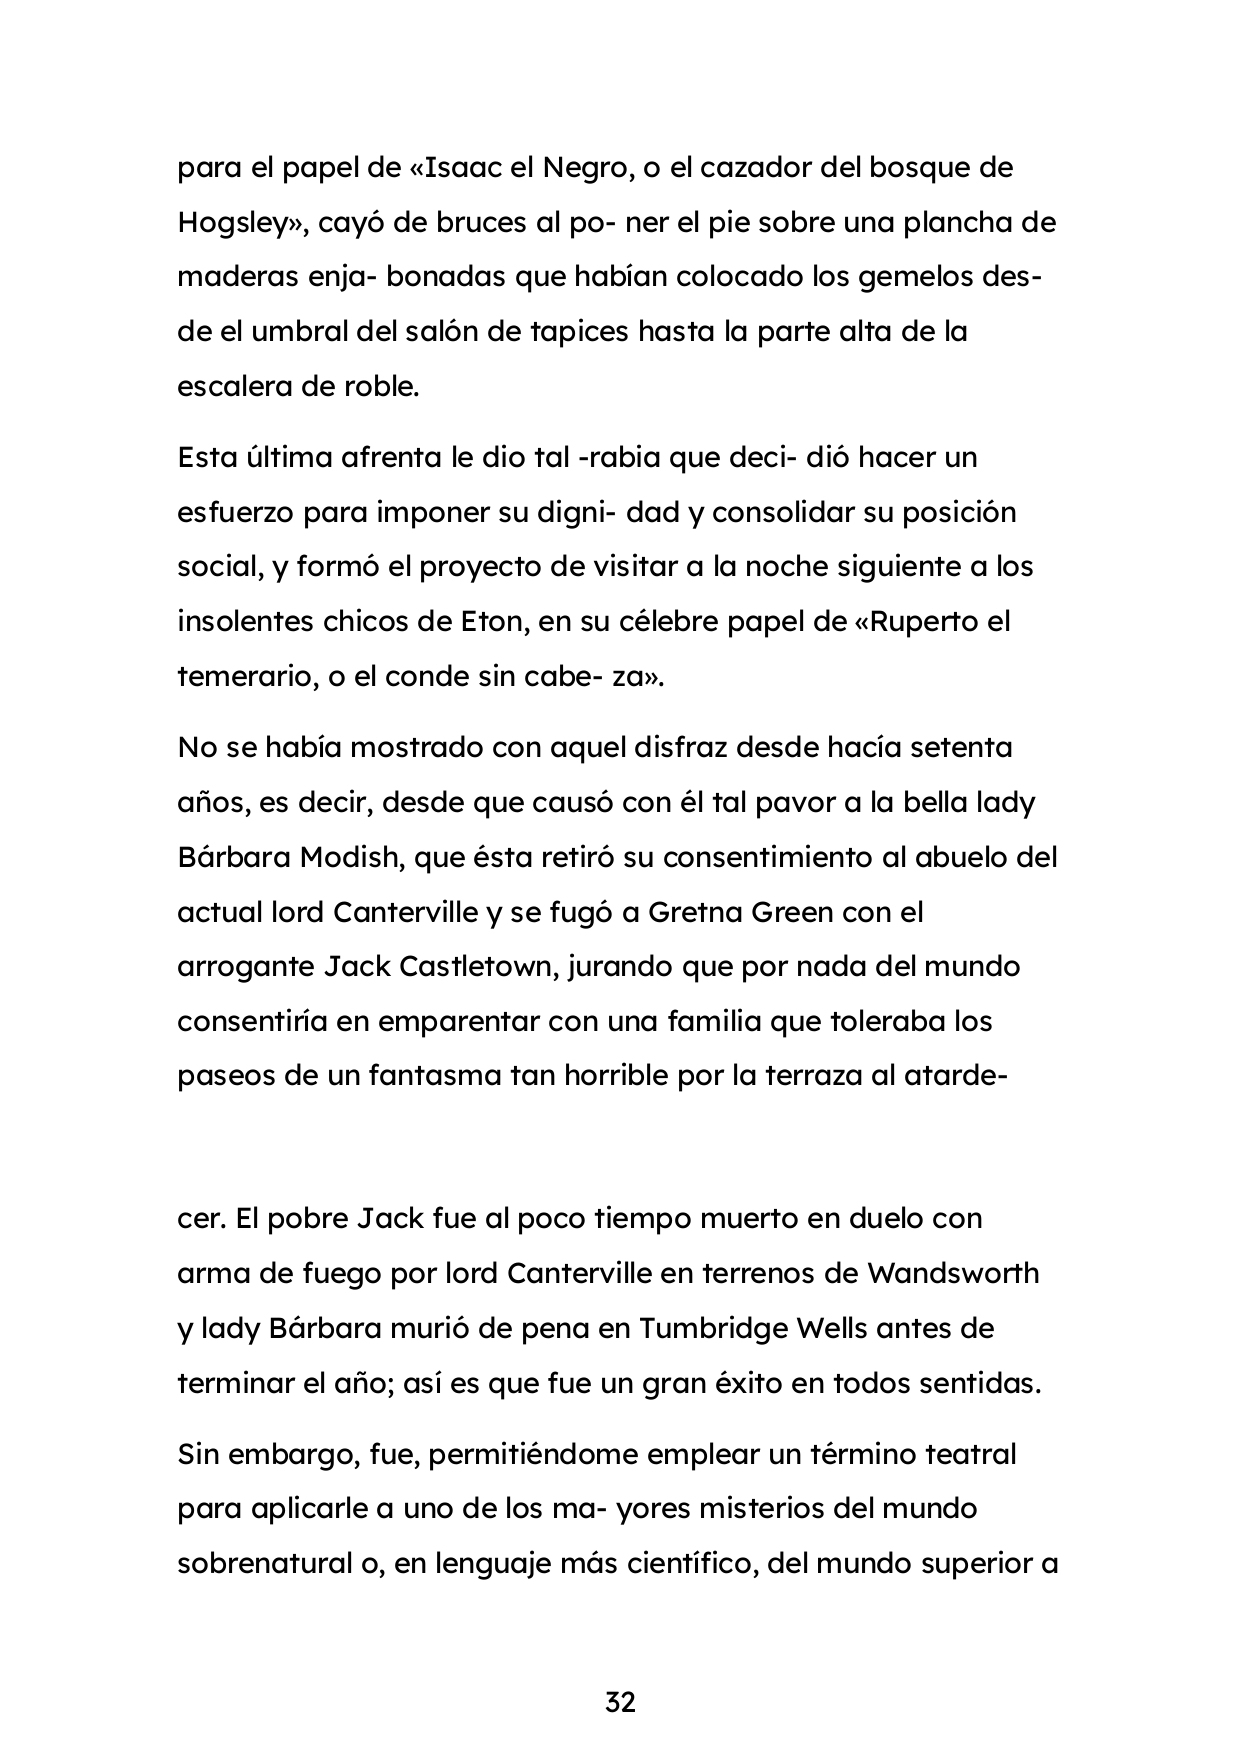 para el papel de «Isaac el Negro, o el cazador del bosque de
Hogsley», cayó de bruces al po- ner el pie sobre una plancha de
maderas enja- bonadas que habían colocado los gemelos des-
de el umbral del salón de tapices hasta la parte alta de la
escalera de roble.
Esta última afrenta le dio tal -rabia que deci- dió hacer un
esfuerzo para imponer su digni- dad y consolidar su posición
social, y formó el proyecto de visitar a la noche siguiente a los
insolentes chicos de Eton, en su célebre papel de «Ruperto el
temerario, o el conde sin cabe- za».
No se había mostrado con aquel disfraz desde hacía setenta
años, es decir, desde que causó con él tal pavor a la bella lady
Bárbara Modish, que ésta retiró su consentimiento al abuelo del
actual lord Canterville y se fugó a Gretna Green con el
arrogante Jack Castletown, jurando que por nada del mundo
consentiría en emparentar con una familia que toleraba los
paseos de un fantasma tan horrible por la terraza al atarde-
cer. El pobre Jack fue al poco tiempo muerto en duelo con
arma de fuego por lord Canterville en terrenos de Wandsworth
y lady Bárbara murió de pena en Tumbridge Wells antes de
terminar el año; así es que fue un gran éxito en todos sentidas.
Sin embargo, fue, permitiéndome emplear un término teatral
para aplicarle a uno de los ma- yores misterios del mundo
sobrenatural o, en lenguaje más científico, del mundo superior a
32